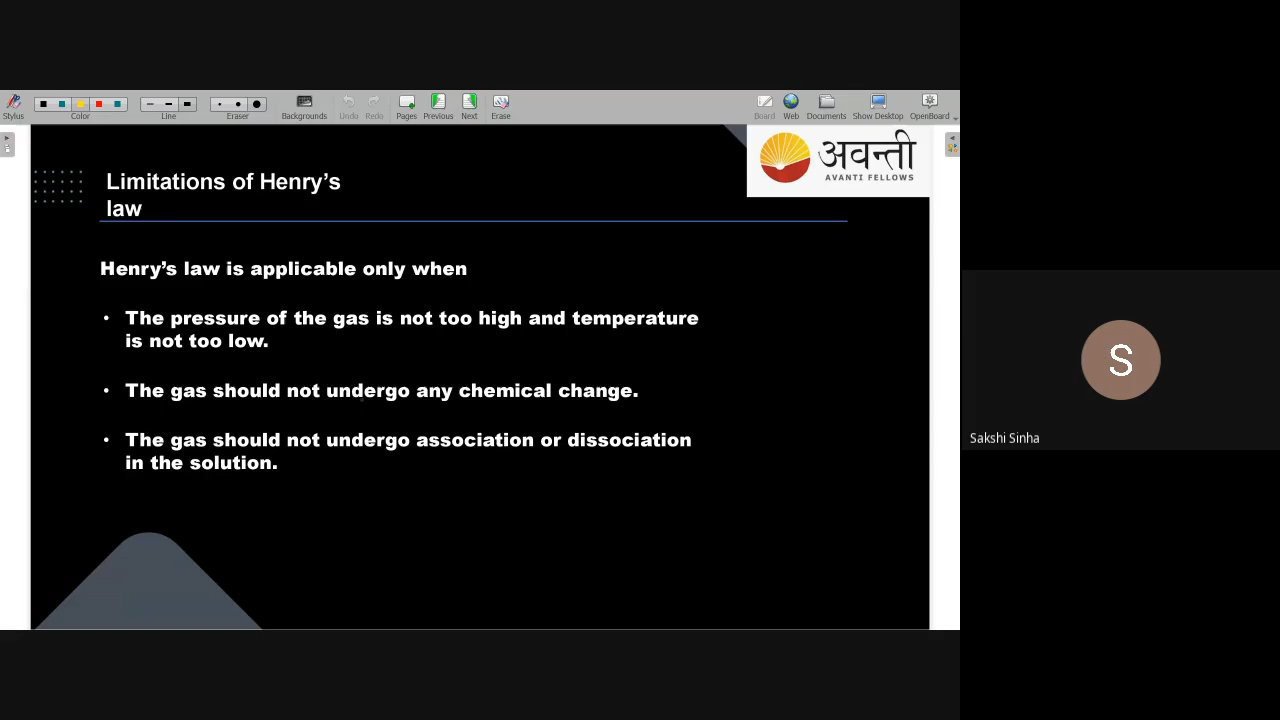 Stylus
Color
Line
Eraser
Backgrounds
Undo
Redo
Pages
Previous
Next
Erase
Board
Web
Documents
Show Desktop
OpenBoard
अवन्ती
AVANTI FELLOWS
Limitations of Henry’s
law
Henry’s law is applicable only when
• The pressure of the gas is not too high and temperature
is not too low.
• The gas should not undergo any chemical change.
• The gas should not undergo association or dissociation
in the solution.
S
Sakshi Sinha